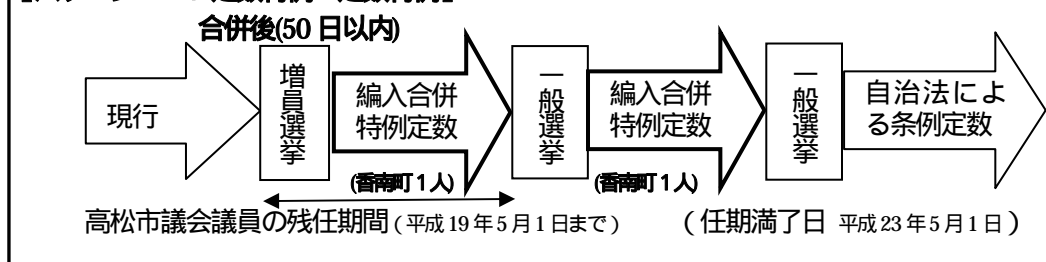 合併後(50日以内)
現行
増員選挙
編入合併
特例定数
(香南町1人)
一般選挙
編入合併
特例定数
(香南町1人)
一般選挙
自治法によ
る条例定数
高松市議会議員の残任期間(平成19年5月1日まで)
(任期満了日 平成23年5月1日)